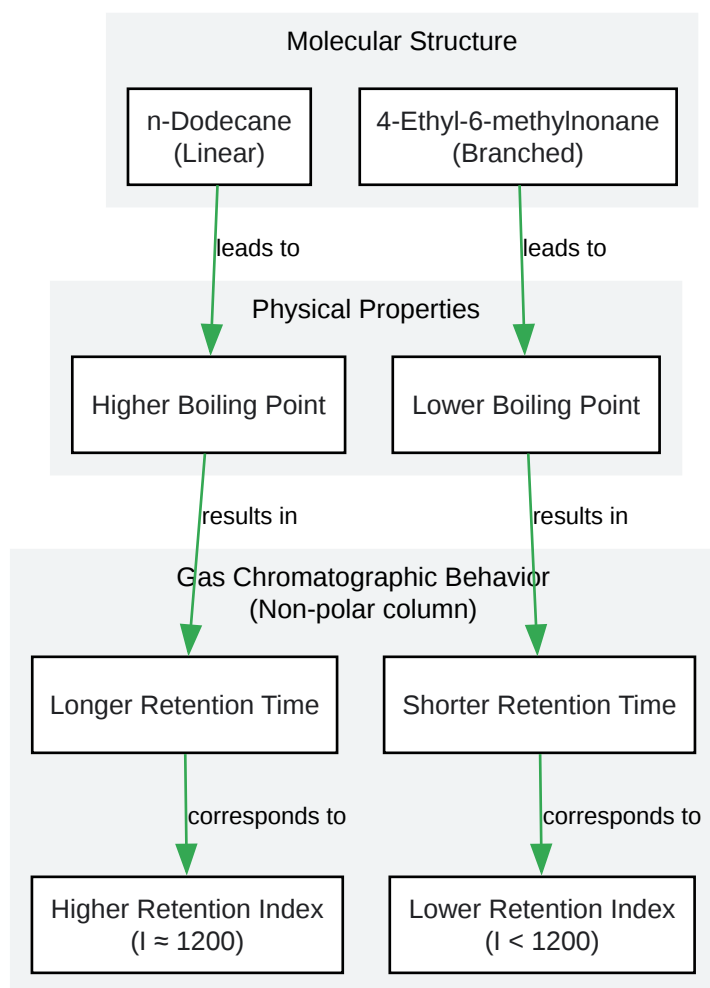 Molecular Structure
n-Dodecane
(Linear)
4-Ethyl-6-methylnonane
(Branched)
leads to
leads to
Physical Properties
Higher Boiling Point
Lower Boiling Point
results in
results in
Gas Chromatographic Behavior
(Non-polar column)
Longer Retention Time
Shorter Retention Time
corresponds to
corresponds to
Higher Retention Index
(I ≈ 1200)
Lower Retention Index
(I < 1200)